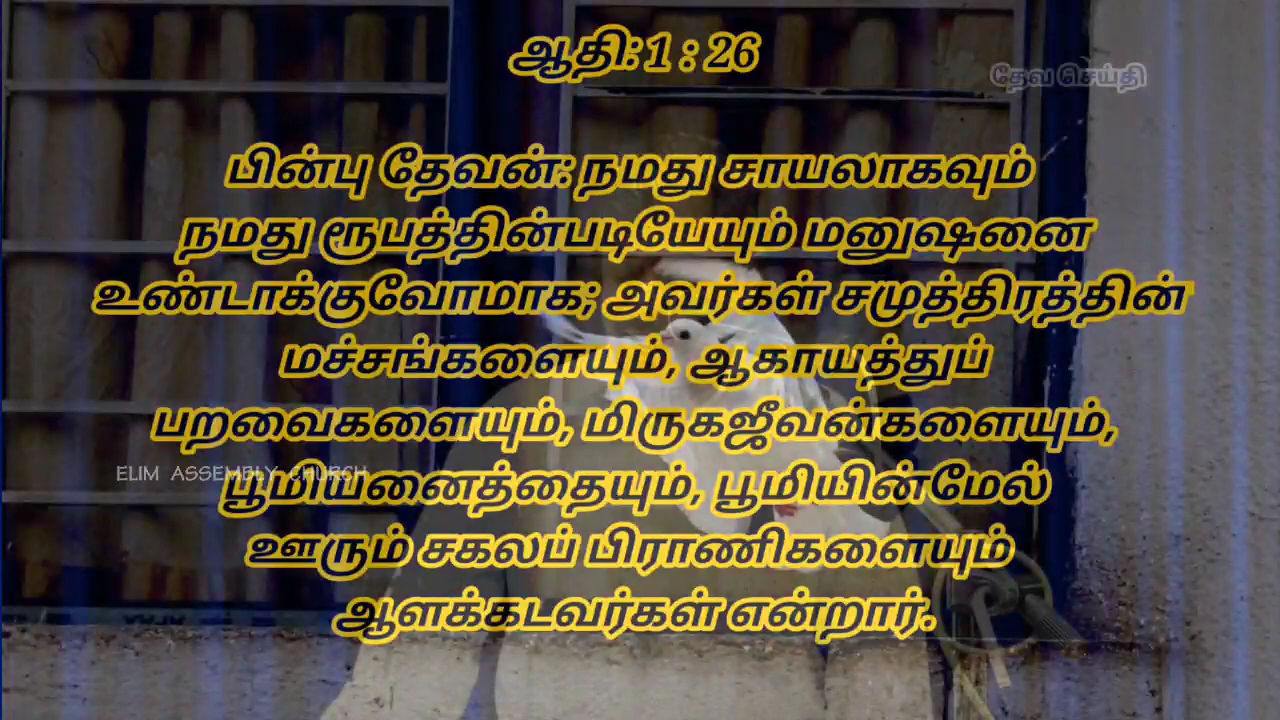 ஆதி: 1 : 26
தேவ செய்தி
பின்பு தேவன்: நமது சாயலாகவும்
நமது ரூபத்தின்படியேயும் மனுஷனை
உண்டாக்குவோமாக; அவர்கள் சமுத்திரத்தின்
மச்சங்களையும், ஆகாயத்துப்
பறவைகளையும், மிருகஜீவன்களையும்,
ELIM ASSEMBLY CHURCH
பூமியனைத்தையும், பூமியின்மேல்
ஊரும் சகலப் பிராணிகளையும்
ஆளக்கடவர்கள் என்றார்.